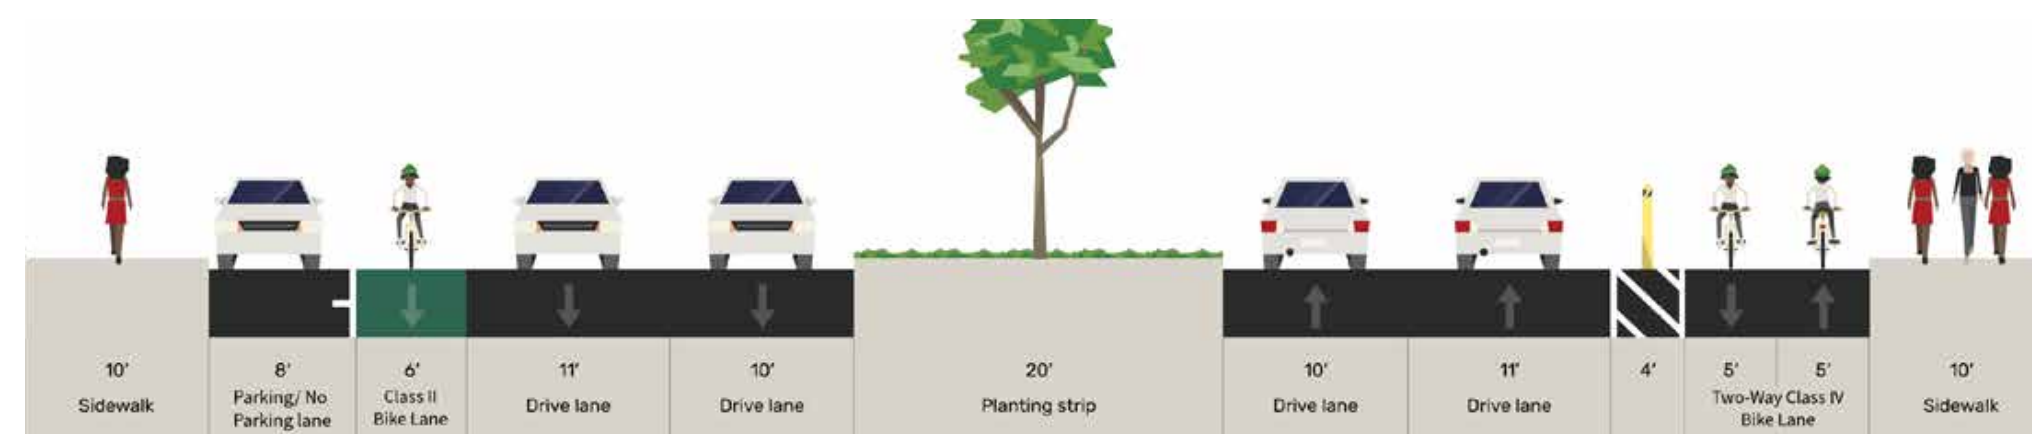 10′ 8′ 6′ 11′ 10′ 20′ 10′ 11′ 4′ 5′ 5′ 10′
Sidewalk
Parking/ No
Parking lane
Class II
Bike Lane
Drive lane
Drive lane
Planting strip
Drive lane
Drive lane
Two-Way Class IV
Bike Lane
Sidewalk